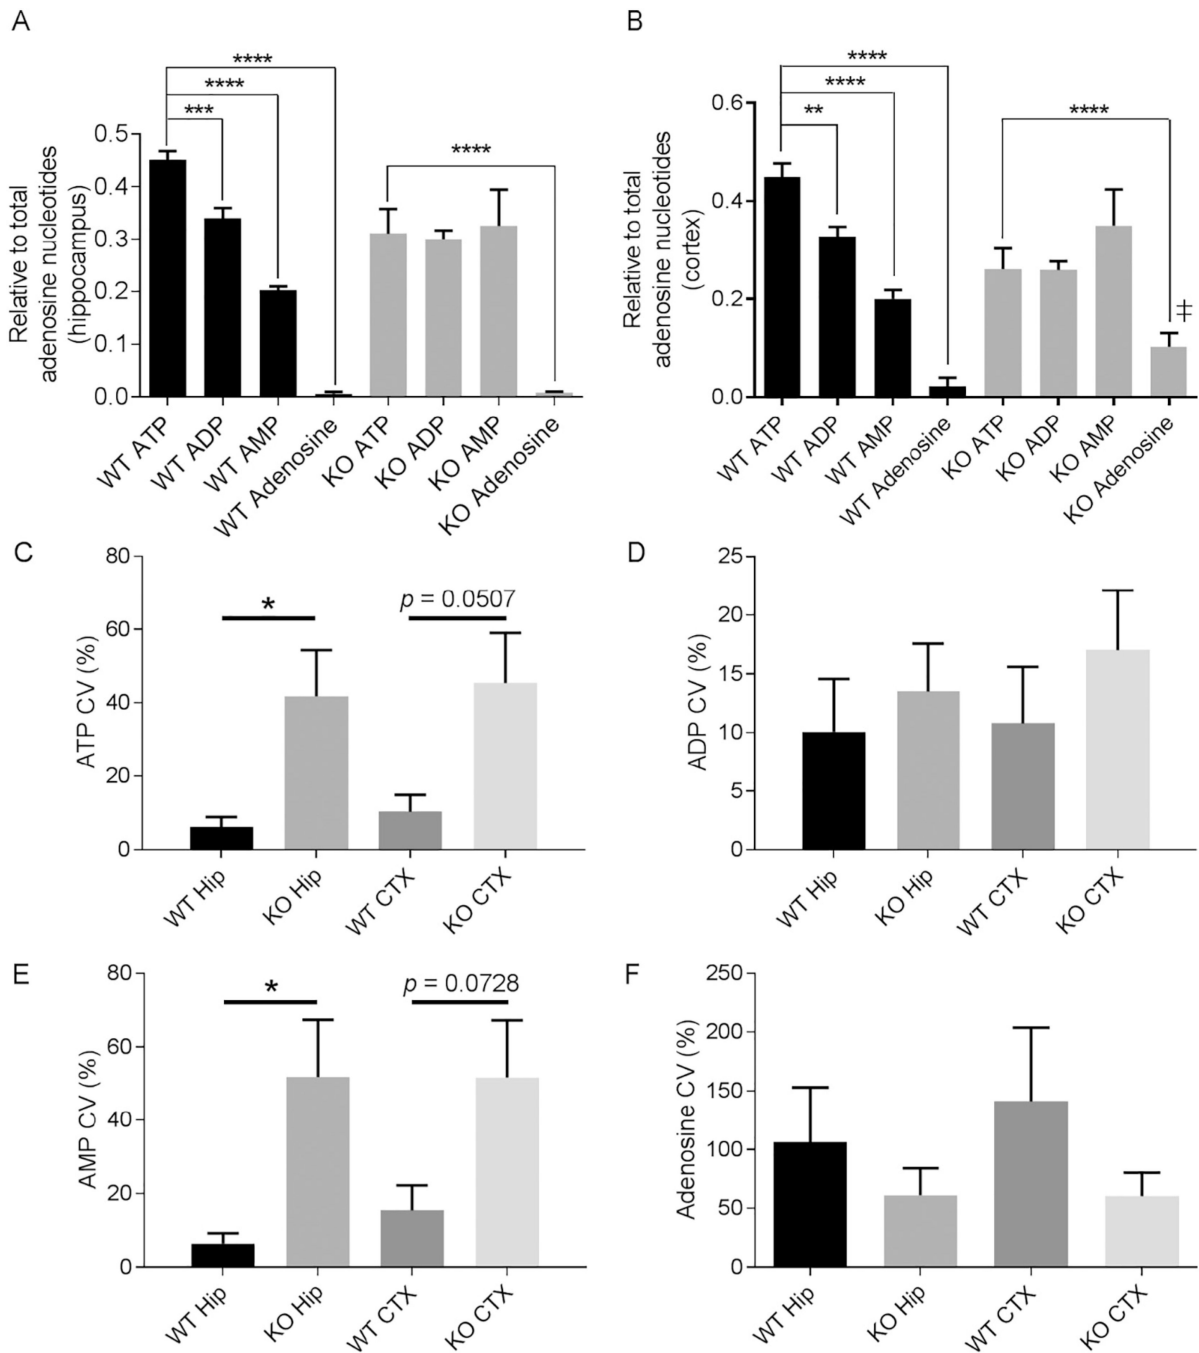 A
Relative to total
adenosine nucleotides
(hippocampus)
0.5
0.4
0.3
0.2
0.1
0.0
****
****
***
****
WT ATP
WT ADP
WT AMP
WT Adenosine
KO ATP
KO ADP
KO AMP
KO Adenosine
B
Relative to total
adenosine nucleotides
(cortex)
0.6
0.4
0.2
0.0
****
****
**
****
‡
WT ATP
WT ADP
WT AMP
WT Adenosine
KO ATP
KO ADP
KO AMP
KO Adenosine
C
ATP CV (%)
80
60
40
20
0
*
p = 0.0507
WT Hip
KO Hip
WT CTX
KO CTX
D
ADP CV (%)
25
20
15
10
5
0
WT Hip
KO Hip
WT CTX
KO CTX
E
AMP CV (%)
80
60
40
20
0
*
p = 0.0728
WT Hip
KO Hip
WT CTX
KO CTX
F
Adenosine CV (%)
250
200
150
100
50
0
WT Hip
KO Hip
WT CTX
KO CTX